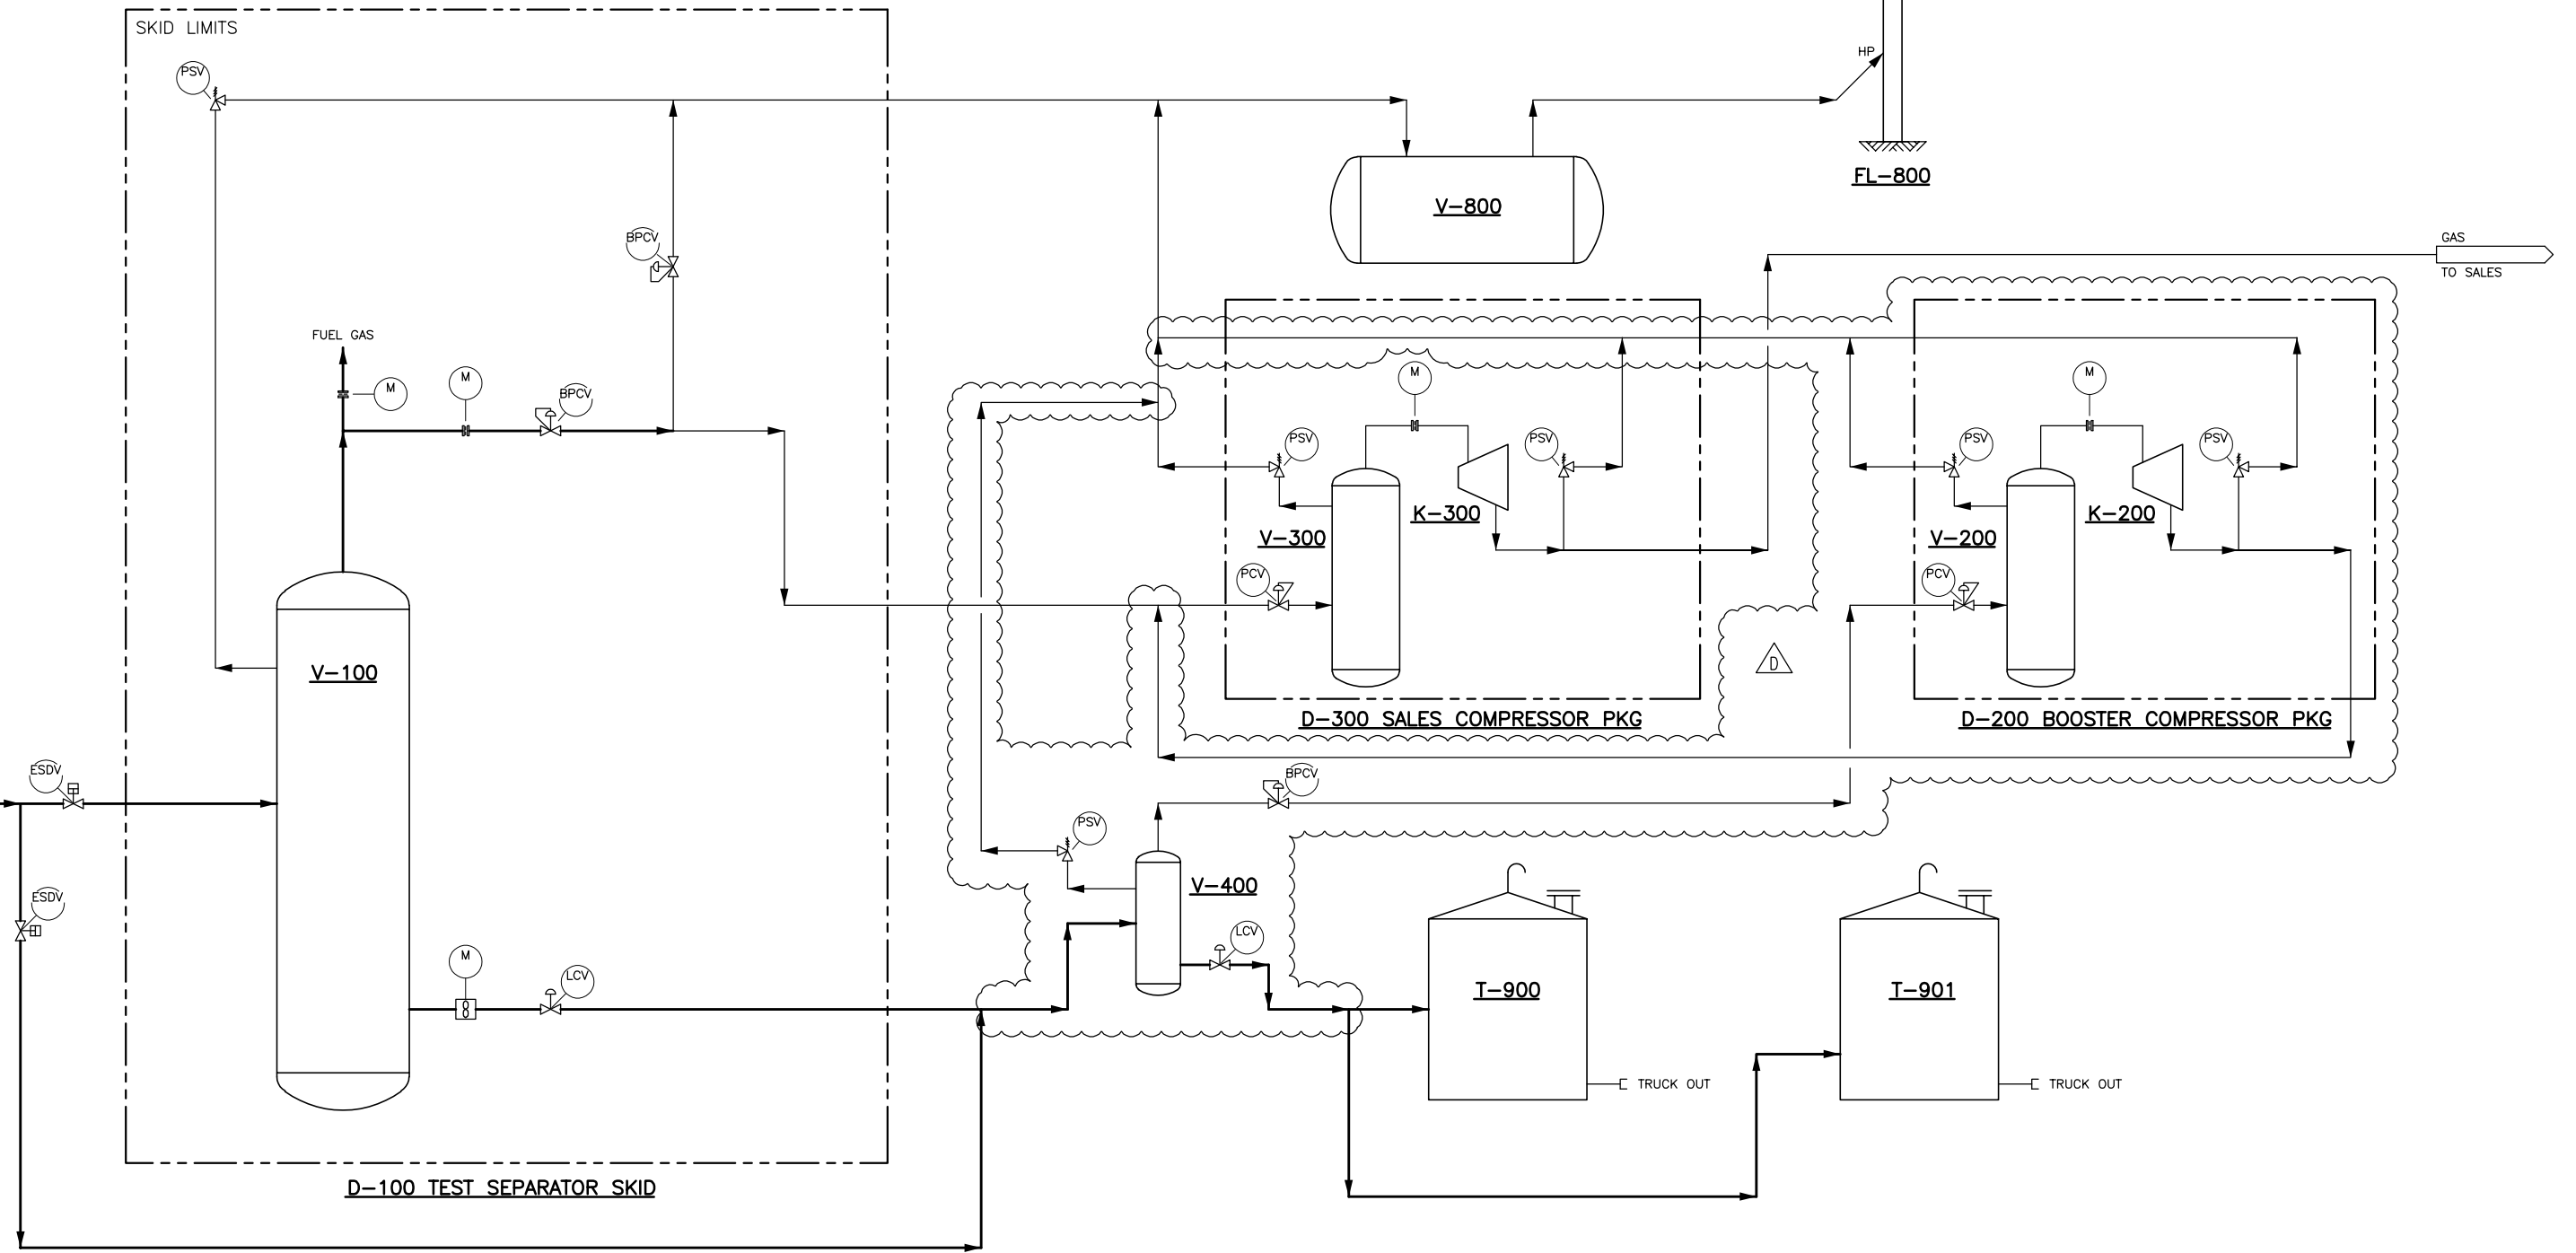 SKID LIMITS
PSV
HP
FL-800
V-800
BPCV
GAS
TO SALES
FUEL GAS
M
M
BPCV
M
M
PSV
PSV
PSV
PSV
K-300
K-200
V-300
V-200
PCV
PCV
V-100
D
D-300 SALES COMPRESSOR PKG
D-200 BOOSTER COMPRESSOR PKG
ESDV
BPCV
PSV
V-400
ESDV
LCV
M
LCV
T-900
T-901
TRUCK OUT
TRUCK OUT
D-100 TEST SEPARATOR SKID